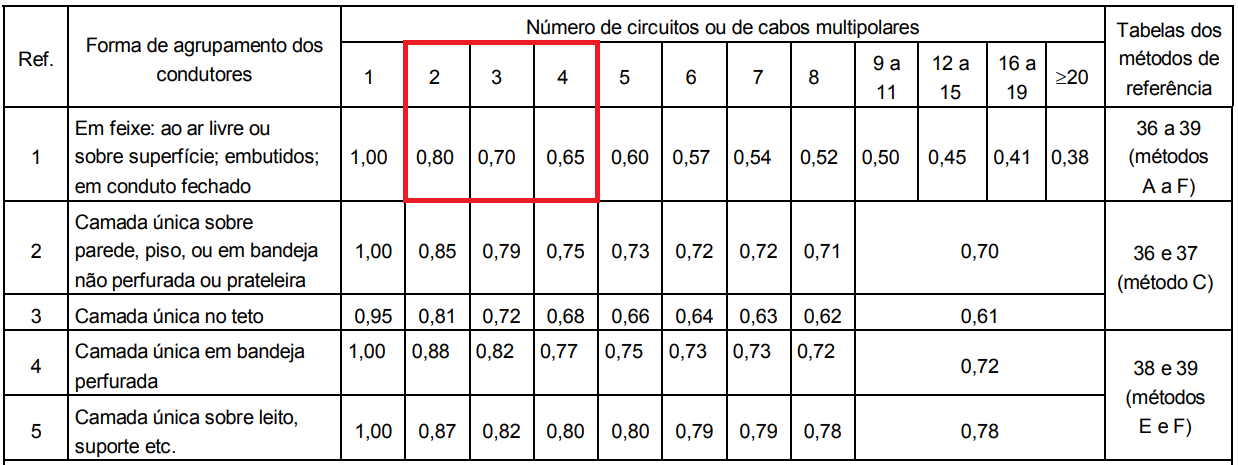 Ref.
Forma de agrupamento dos
condutores
Número de circuitos ou de cabos multipolares
Tabelas dos
métodos de
referência
1 2 3 4 5 6 7 8 9 a 11 12 a 15 16 a 19 ≥20
1
Em feixe: ao ar livre ou
sobre superfície; embutidos;
em conduto fechado
1,00 0,80 0,70 0,65 0,60 0,57 0,54 0,52 0,50 0,45 0,41 0,38
36 a 39
(métodos
A a F)
2
Camada única sobre
parede, piso, ou em bandeja
não perfurada ou prateleira
1,00 0,85 0,79 0,75 0,73 0,72 0,72 0,71 0,70
36 e 37
(método C)
3 Camada única no teto 0,95 0,81 0,72 0,68 0,66 0,64 0,63 0,62 0,61
4
Camada única em bandeja
perfurada
1,00 0,88 0,82 0,77 0,75 0,73 0,73 0,72 0,72
38 e 39
(métodos
E e F)
5
Camada única sobre leito,
suporte etc.
1,00 0,87 0,82 0,80 0,80 0,79 0,79 0,78 0,78